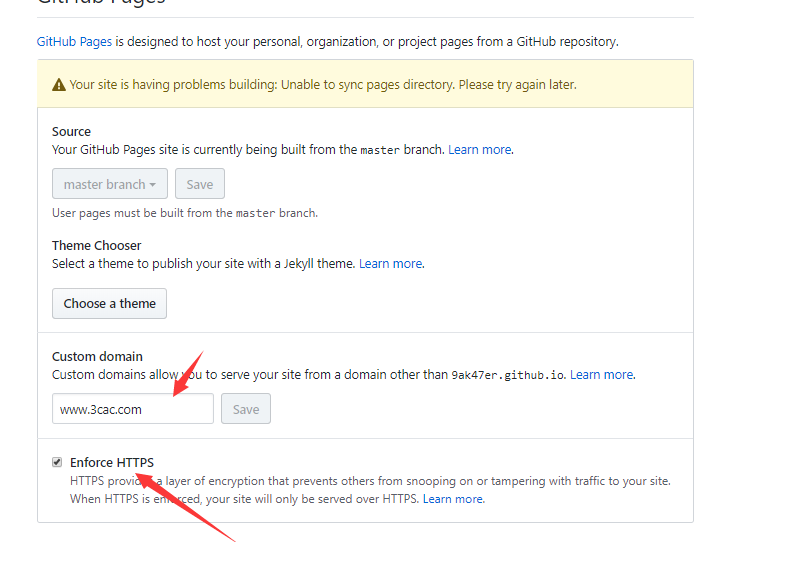 GitHub Pages
GitHub Pages is designed to host your personal, organization, or project pages from a GitHub repository.
Your site is having problems building: Unable to sync pages directory. Please try again later.
Source
Your GitHub Pages site is currently being built from the master branch. Learn more.
master branch
Save
User pages must be built from the master branch.
Theme Chooser
Select a theme to publish your site with a Jekyll theme. Learn more.
Choose a theme
Custom domain
Custom domains allow you to serve your site from a domain other than 9ak47er.github.io. Learn more.
www.3cac.com
Save
Enforce HTTPS
HTTPS provides a layer of encryption that prevents others from snooping on or tampering with traffic to your site.
When HTTPS is enforced, your site will only be served over HTTPS. Learn more.